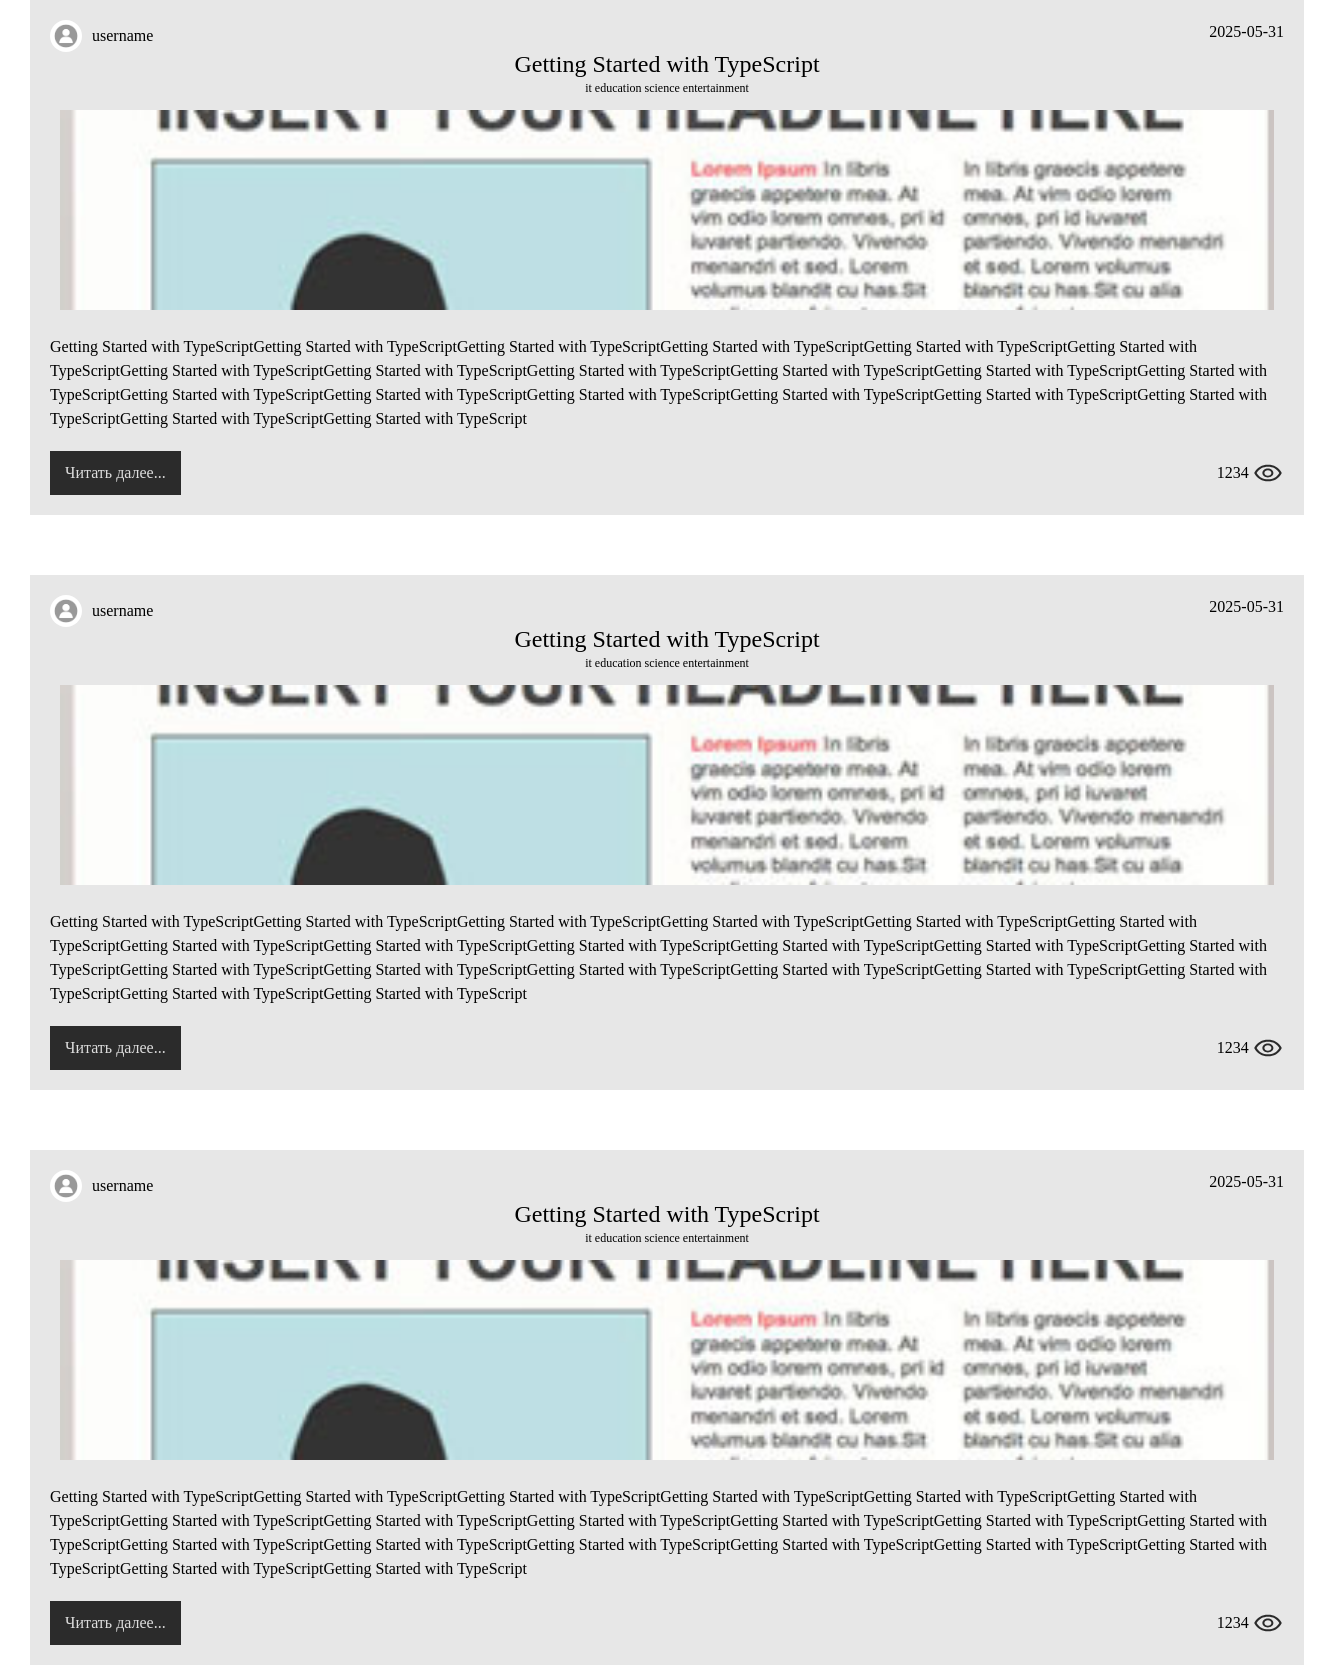 username
2025-05-31
Getting Started with TypeScript
it education science entertainment
INSERT YOUR HEADLINE HERE
Lorem Ipsum In libris
graecis appetere mea. At
vim odio lorem omnes, pri id
iuvaret partiendo. Vivendo
menandri et sed. Lorem
volumus blandit cu has.Sit
In libris graecis appetere
mea. At vim odio lorem
omnes, pri id iuvaret
partiendo. Vivendo menandri
et sed. Lorem volumus
blandit cu has.Sit cu alia
Getting Started with TypeScriptGetting Started with TypeScriptGetting Started with TypeScriptGetting Started with TypeScriptGetting Started with TypeScriptGetting Started with
TypeScriptGetting Started with TypeScriptGetting Started with TypeScriptGetting Started with TypeScriptGetting Started with TypeScriptGetting Started with TypeScriptGetting Started with
TypeScriptGetting Started with TypeScriptGetting Started with TypeScriptGetting Started with TypeScriptGetting Started with TypeScriptGetting Started with TypeScriptGetting Started with
TypeScriptGetting Started with TypeScriptGetting Started with TypeScript
Читать далее...
1234
username
2025-05-31
Getting Started with TypeScript
it education science entertainment
INSERT YOUR HEADLINE HERE
Lorem Ipsum In libris
graecis appetere mea. At
vim odio lorem omnes, pri id
iuvaret partiendo. Vivendo
menandri et sed. Lorem
volumus blandit cu has.Sit
In libris graecis appetere
mea. At vim odio lorem
omnes, pri id iuvaret
partiendo. Vivendo menandri
et sed. Lorem volumus
blandit cu has.Sit cu alia
Getting Started with TypeScriptGetting Started with TypeScriptGetting Started with TypeScriptGetting Started with TypeScriptGetting Started with TypeScriptGetting Started with
TypeScriptGetting Started with TypeScriptGetting Started with TypeScriptGetting Started with TypeScriptGetting Started with TypeScriptGetting Started with TypeScriptGetting Started with
TypeScriptGetting Started with TypeScriptGetting Started with TypeScriptGetting Started with TypeScriptGetting Started with TypeScriptGetting Started with TypeScriptGetting Started with
TypeScriptGetting Started with TypeScriptGetting Started with TypeScript
Читать далее...
1234
username
2025-05-31
Getting Started with TypeScript
it education science entertainment
INSERT YOUR HEADLINE HERE
Lorem Ipsum In libris
graecis appetere mea. At
vim odio lorem omnes, pri id
iuvaret partiendo. Vivendo
menandri et sed. Lorem
volumus blandit cu has.Sit
In libris graecis appetere
mea. At vim odio lorem
omnes, pri id iuvaret
partiendo. Vivendo menandri
et sed. Lorem volumus
blandit cu has.Sit cu alia
Getting Started with TypeScriptGetting Started with TypeScriptGetting Started with TypeScriptGetting Started with TypeScriptGetting Started with TypeScriptGetting Started with
TypeScriptGetting Started with TypeScriptGetting Started with TypeScriptGetting Started with TypeScriptGetting Started with TypeScriptGetting Started with TypeScriptGetting Started with
TypeScriptGetting Started with TypeScriptGetting Started with TypeScriptGetting Started with TypeScriptGetting Started with TypeScriptGetting Started with TypeScriptGetting Started with
TypeScriptGetting Started with TypeScriptGetting Started with TypeScript
Читать далее...
1234